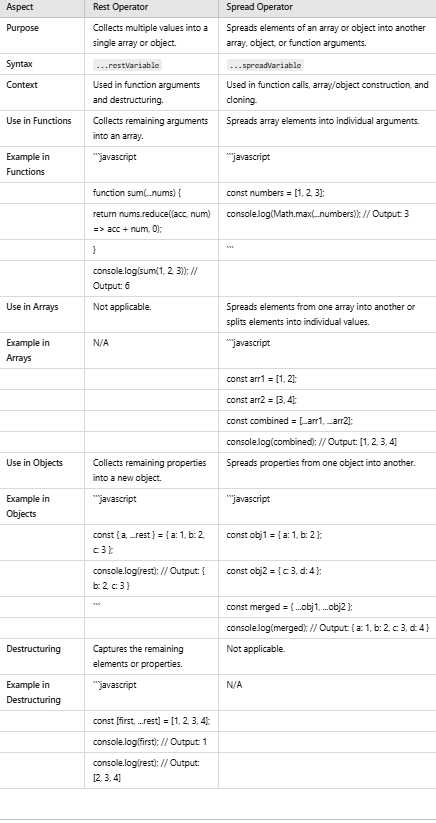 Aspect Rest Operator Spread Operator
Purpose Collects multiple values into a Spreads elements of an array or object into another
single array or object. array, object, or function arguments.
Syntax ...restVariable ...spreadVariable
Context Used in function arguments Used in function calls, array/object construction, and
and destructuring. cloning.
Use in Functions Collects remaining arguments Spreads array elements into individual arguments.
into an array.
Example in ```javascript ```javascript
Functions
function sum(...nums) { const numbers = [1, 2, 3];
return nums.reduce((acc, num) console.log(Math.max(...numbers)); // Output: 3
=> acc + num, 0);
} ```
console.log(sum(1, 2, 3)); //
Output: 6
Use in Arrays Not applicable. Spreads elements from one array into another or
splits elements into individual values.
Example in N/A ```javascript
Arrays
const arr1 = [1, 2];
const arr2 = [3, 4];
const combined = [...arr1, ...arr2];
console.log(combined); // Output: [1, 2, 3, 4]
Use in Objects Collects remaining properties Spreads properties from one object into another.
into a new object.
Example in ```javascript ```javascript
Objects
const { a, ...rest } = { a: 1, b: 2, const obj1 = { a: 1, b: 2 };
c: 3 };
console.log(rest); // Output: { const obj2 = { c: 3, d: 4 };
b: 2, c: 3 }
``` const merged = { ...obj1, ...obj2 };
console.log(merged); // Output: { a: 1, b: 2, c: 3, d: 4 }
Destructuring Captures the remaining Not applicable.
elements or properties.
Example in ```javascript N/A
Destructuring
const [first, ...rest] = [1, 2, 3, 4];
console.log(first); // Output: 1
console.log(rest); // Output:
[2, 3, 4]